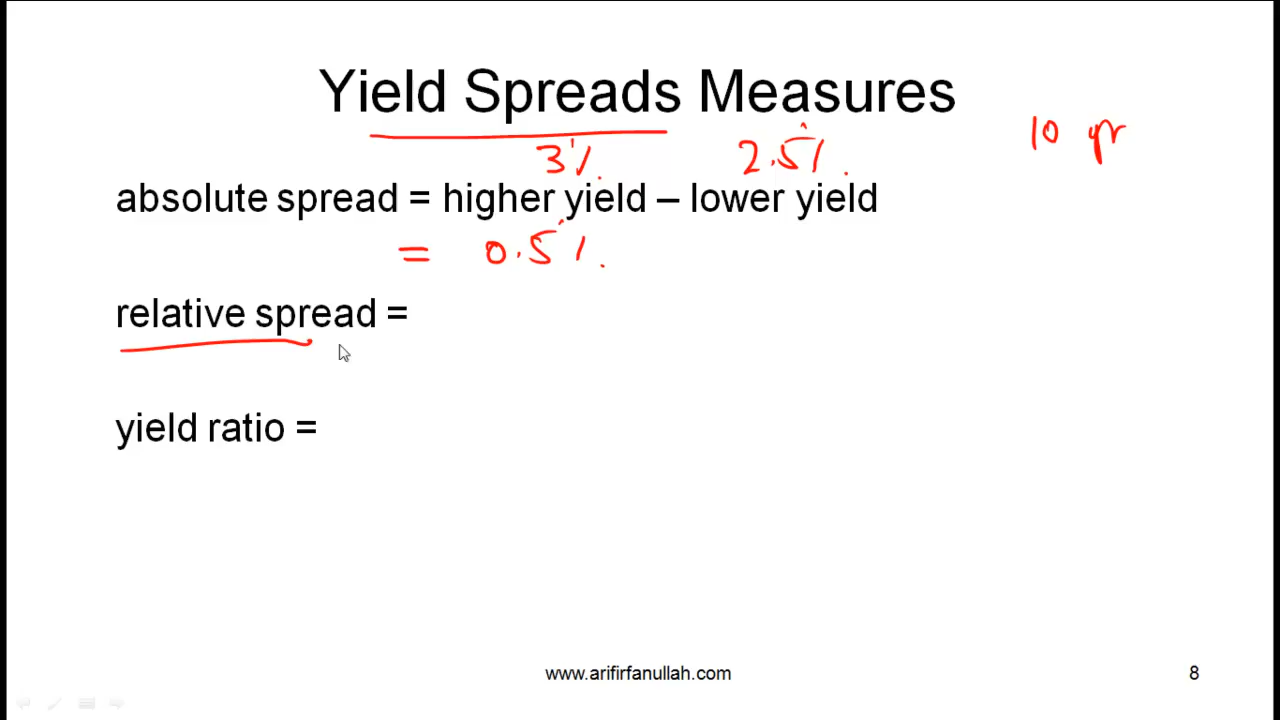 Yield Spreads Measures
10 yr
3% 2.5%
absolute spread = higher yield – lower yield
= 0.5%
relative spread =
yield ratio =
www.arifirfanullah.com 8